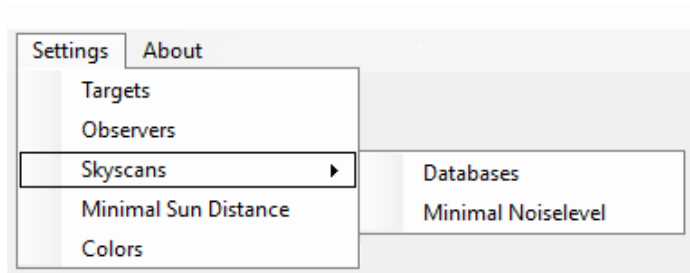 Settings About
Targets
Observers
Skyscans
Databases
Minimal Sun Distance
Minimal Noiselevel
Colors